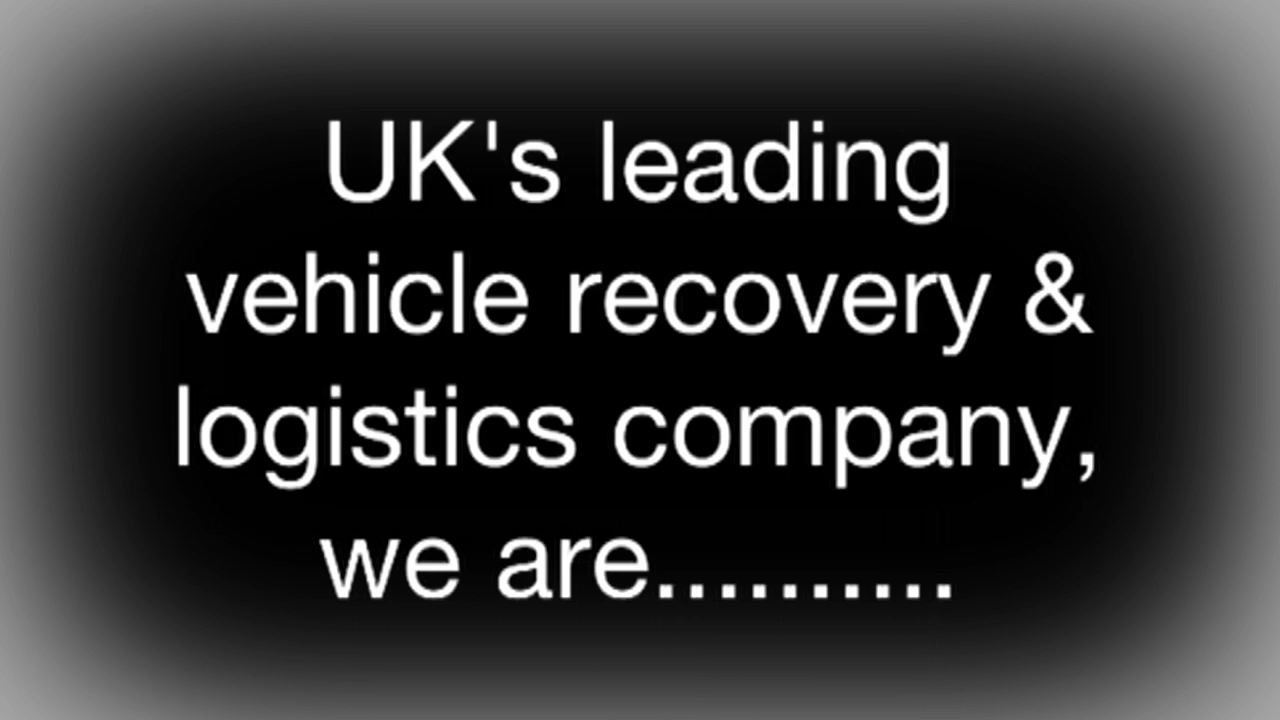 UK's leading
vehicle recovery &
logistics company,
we are..........